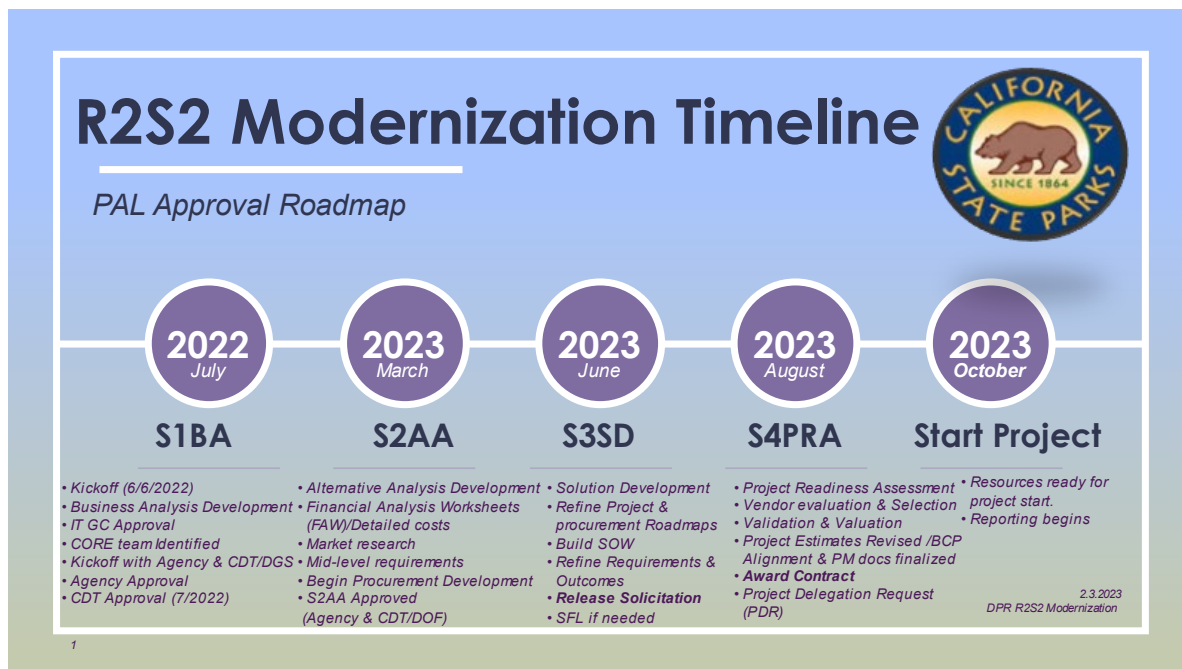 R2S2 Modernization Timeline
CALIFORNIA
STATE PARKS
SINCE 1864
PAL Approval Roadmap
2022
July
2023
March
2023
June
2023
August
2023
October
S1BA
S2AA
S3SD
S4PRA
Start Project
• Kickoff (6/6/2022)
• Business Analysis Development
• IT GC Approval
• CORE team Identified
• Kickoff with Agency & CDT/DGS
• Agency Approval
• CDT Approval (7/2022)
• Alternative Analysis Development
• Financial Analysis Worksheets
(FAW)/Detailed costs
• Market research
• Mid-level requirements
• Begin Procurement Development
• S2AA Approved
(Agency & CDT/DOF)
• Solution Development
• Refine Project &
procurement Roadmaps
• Build SOW
• Refine Requirements &
Outcomes
• Release Solicitation
• SFL if needed
• Project Readiness Assessment
• Vendor evaluation & Selection
• Validation & Valuation
• Project Estimates Revised /BCP
Alignment & PM docs finalized
• Award Contract
• Project Delegation Request
(PDR)
• Resources ready for
project start.
• Reporting begins
2.3.2023
DPR R2S2 Modernization
1